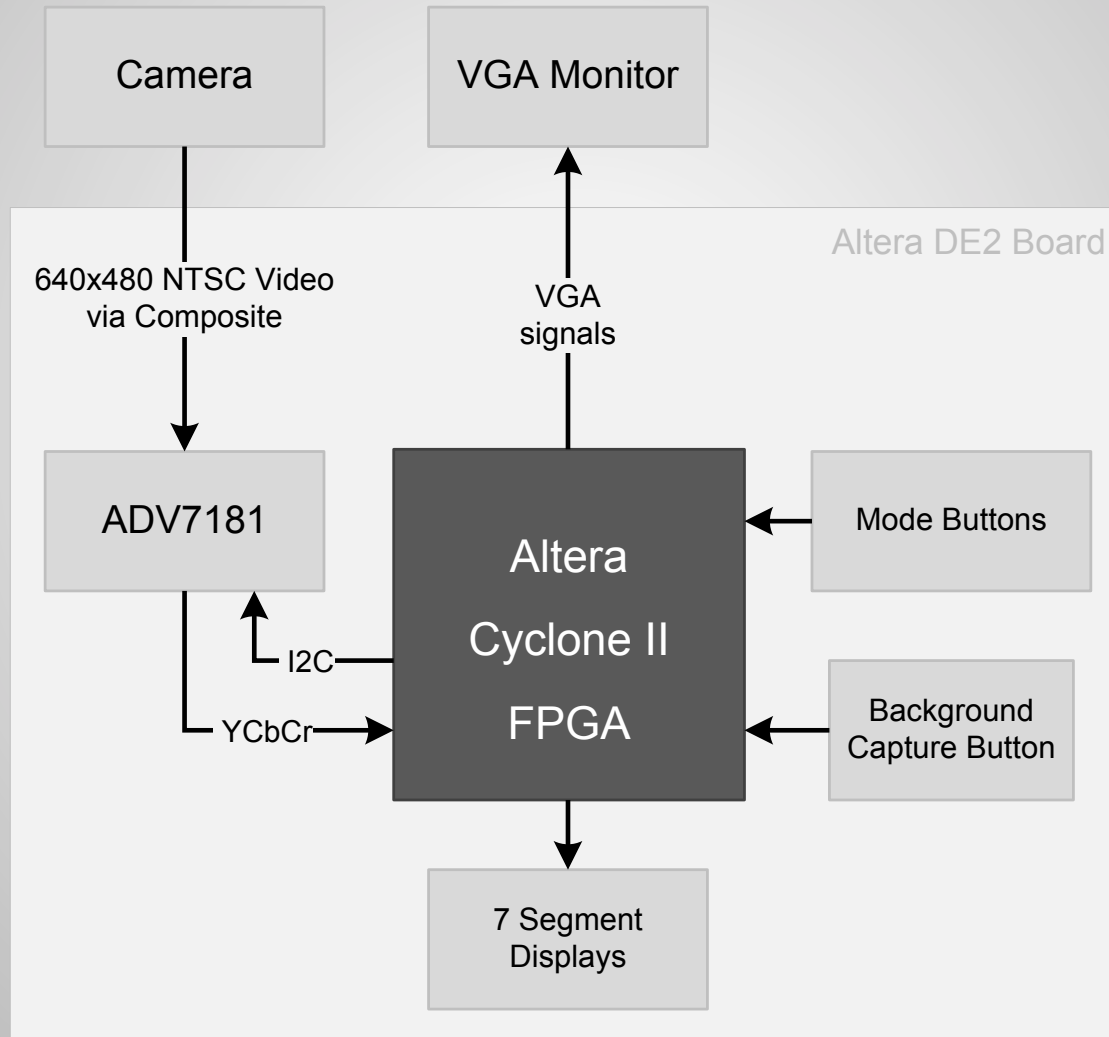 Camera
VGA Monitor
Altera DE2 Board
640x480 NTSC Video
via Composite
VGA
signals
ADV7181
Altera
Cyclone II
FPGA
Mode Buttons
I2C
YCbCr
Background
Capture Button
7 Segment
Displays